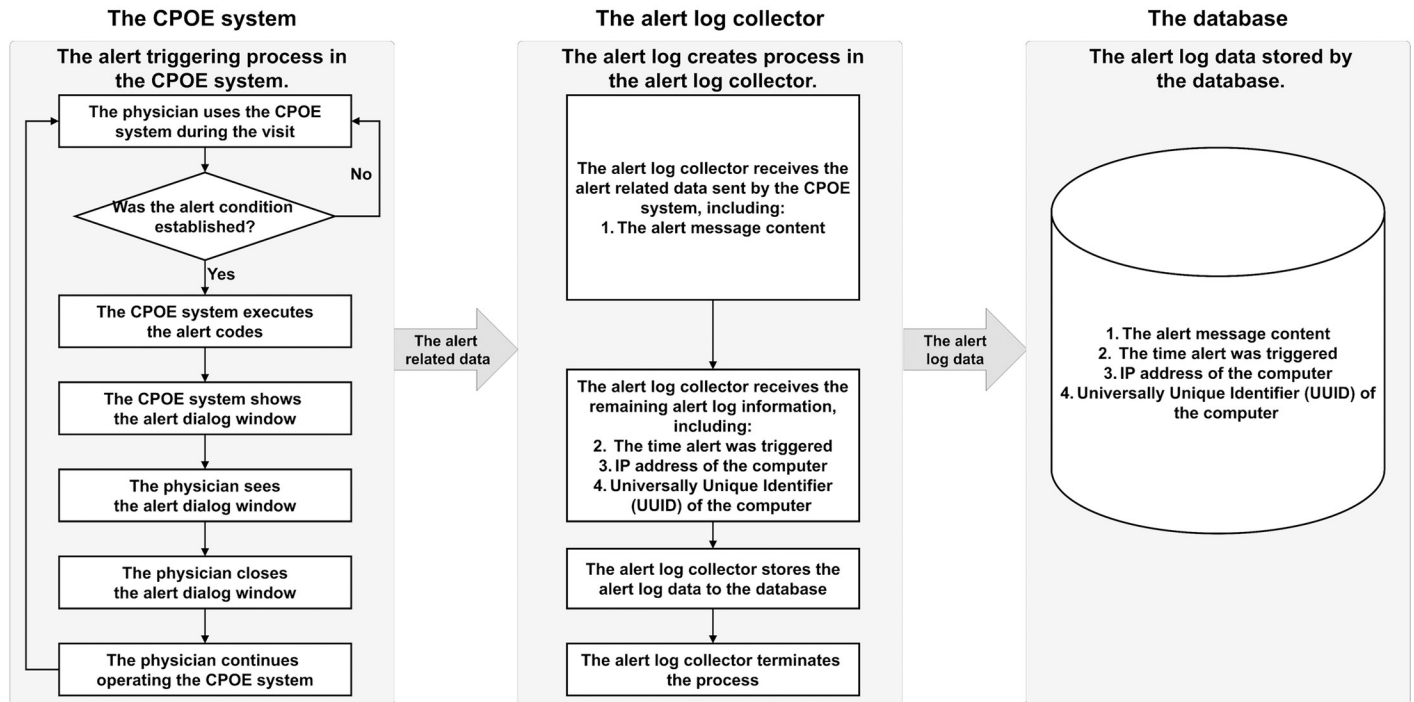 The CPOE system
The alert triggering process in
the CPOE system.
The physician uses the CPOE
system during the visit
No
Was the alert condition
established?
Yes
The CPOE system executes
the alert codes
The CPOE system shows
the alert dialog window
The physician sees
the alert dialog window
The physician closes
the alert dialog window
The physician continues
operating the CPOE system
The alert
related data
The alert log collector
The alert log creates process in
the alert log collector.
The alert log collector receives the
alert related data sent by the CPOE
system, including:
1. The alert message content
The alert log collector receives the
remaining alert log information,
including:
2. The time alert was triggered
3. IP address of the computer
4. Universally Unique Identifier
(UUID) of the computer
The alert log collector stores the
alert log data to the database
The alert log collector terminates
the process
The alert
log data
The database
The alert log data stored by
the database.
1. The alert message content
2. The time alert was triggered
3. IP address of the computer
4. Universally Unique Identifier (UUID) of
the computer